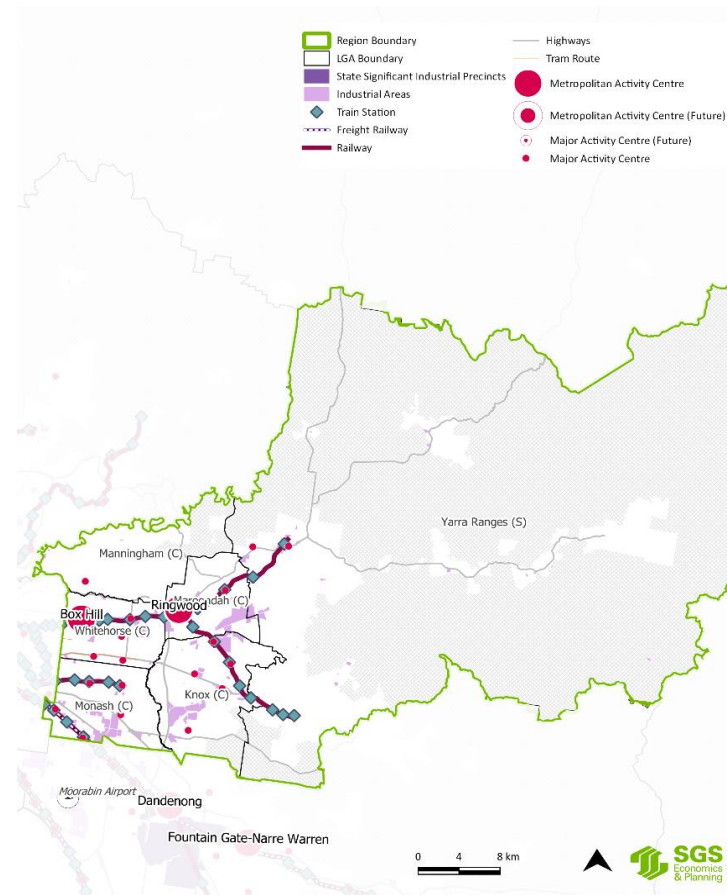 Region Boundary
LGA Boundary
State Significant Industrial Precincts
Industrial Areas
Train Station
Freight Railway
Railway
Highways
Tram Route
Metropolitan Activity Centre
Metropolitan Activity Centre (Future)
Major Activity Centre (Future)
Major Activity Centre
Yarra Ranges (S)
Manningham (C)
Maroondah (C)
Ringwood
Box Hill
Whitehorse (C)
Knox (C)
Monash (C)
Moorabin Airport
Dandenong
Fountain Gate-Narre Warren
0 4 8 km
SGS
Economics
& Planning